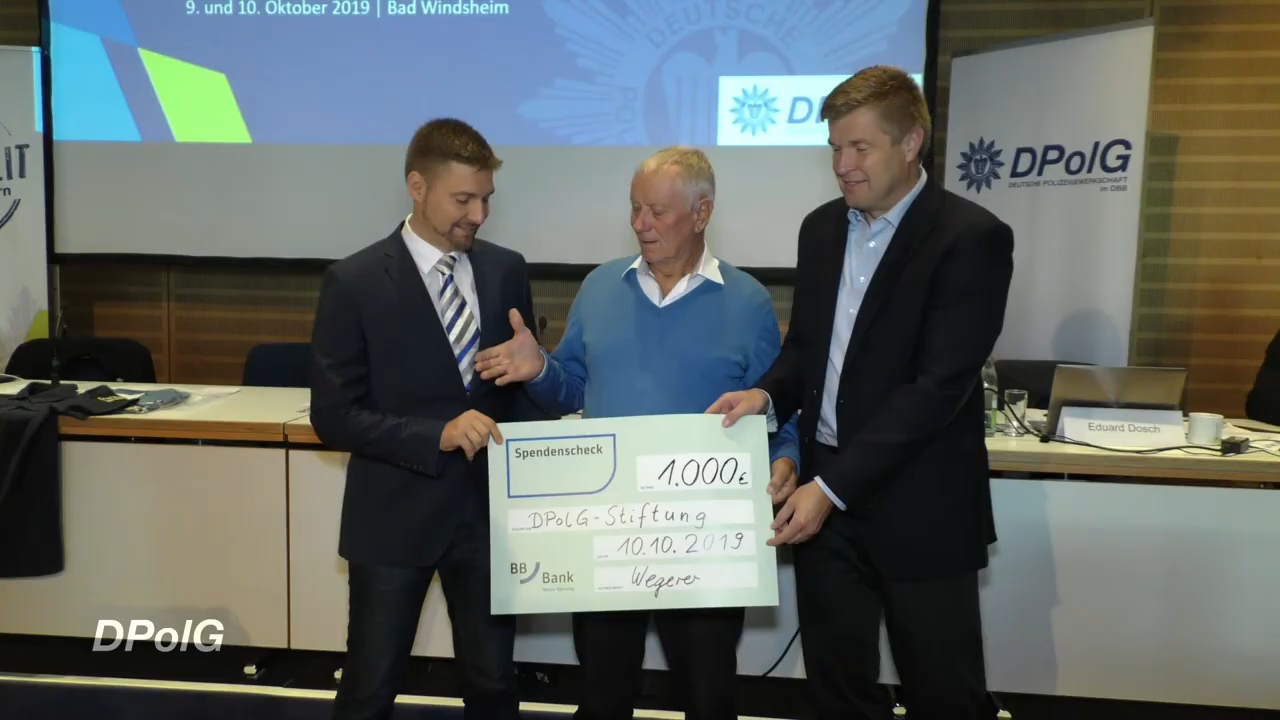 9. und 10. Oktober 2019 | Bad Windsheim
DEUTSCHE
DPolG
DEUTSCHE POLIZEIGEWERKSCHAFT
im DBB
Eduard Dosch
Spendenscheck
1.000€
DPolG-Stiftung
10.10.2019
BB Bank
Wegerer
DPolG